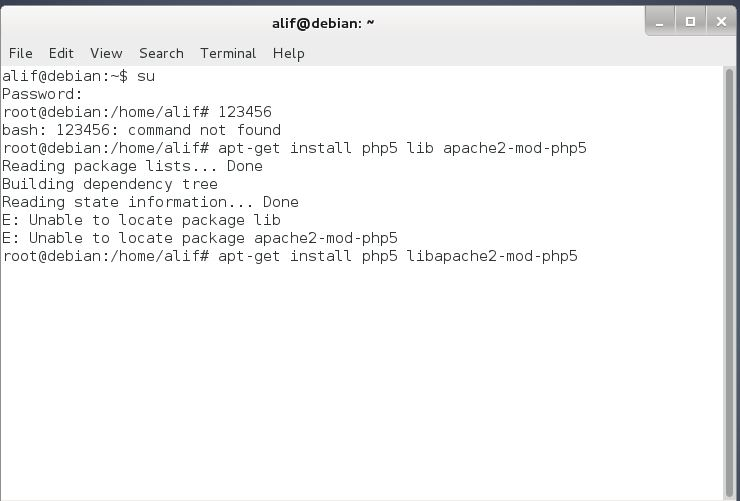 alif@debian: ~
File Edit View Search Terminal Help
alif@debian:~$ su
Password:
root@debian:/home/alif# 123456
bash: 123456: command not found
root@debian:/home/alif# apt-get install php5 lib apache2-mod-php5
Reading package lists... Done
Building dependency tree
Reading state information... Done
E: Unable to locate package lib
E: Unable to locate package apache2-mod-php5
root@debian:/home/alif# apt-get install php5 libapache2-mod-php5